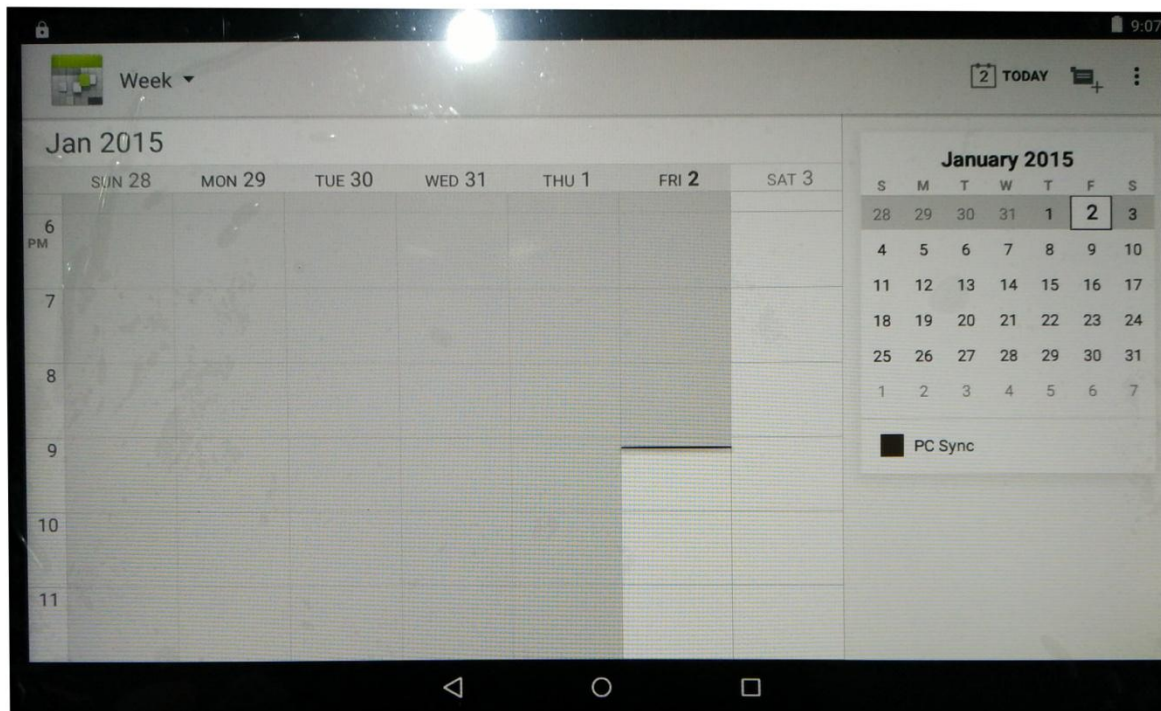 9:07
Week
2 TODAY
Jan 2015
SUN 28 MON 29 TUE 30 WED 31 THU 1 FRI 2 SAT 3
6
PM
7
8
9
10
11
January 2015
S M T W T F S
28 29 30 31 1 2 3
4 5 6 7 8 9 10
11 12 13 14 15 16 17
18 19 20 21 22 23 24
25 26 27 28 29 30 31
1 2 3 4 5 6 7
PC Sync